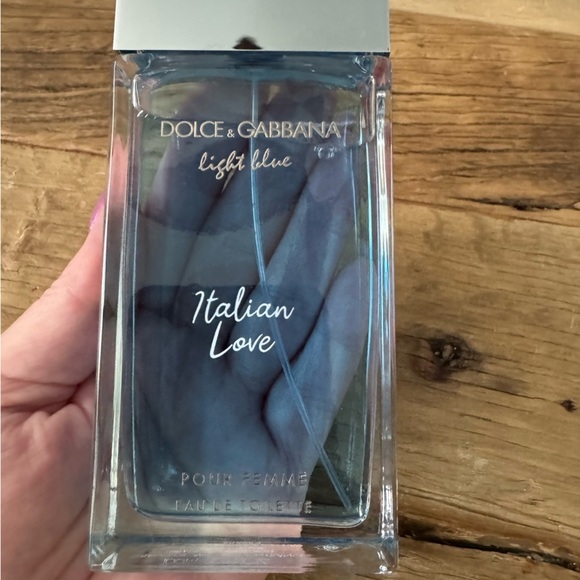 DOLCE & GABBANA
light blue
Italian
Love
POUR FEMME
EAU DE TOILETTE